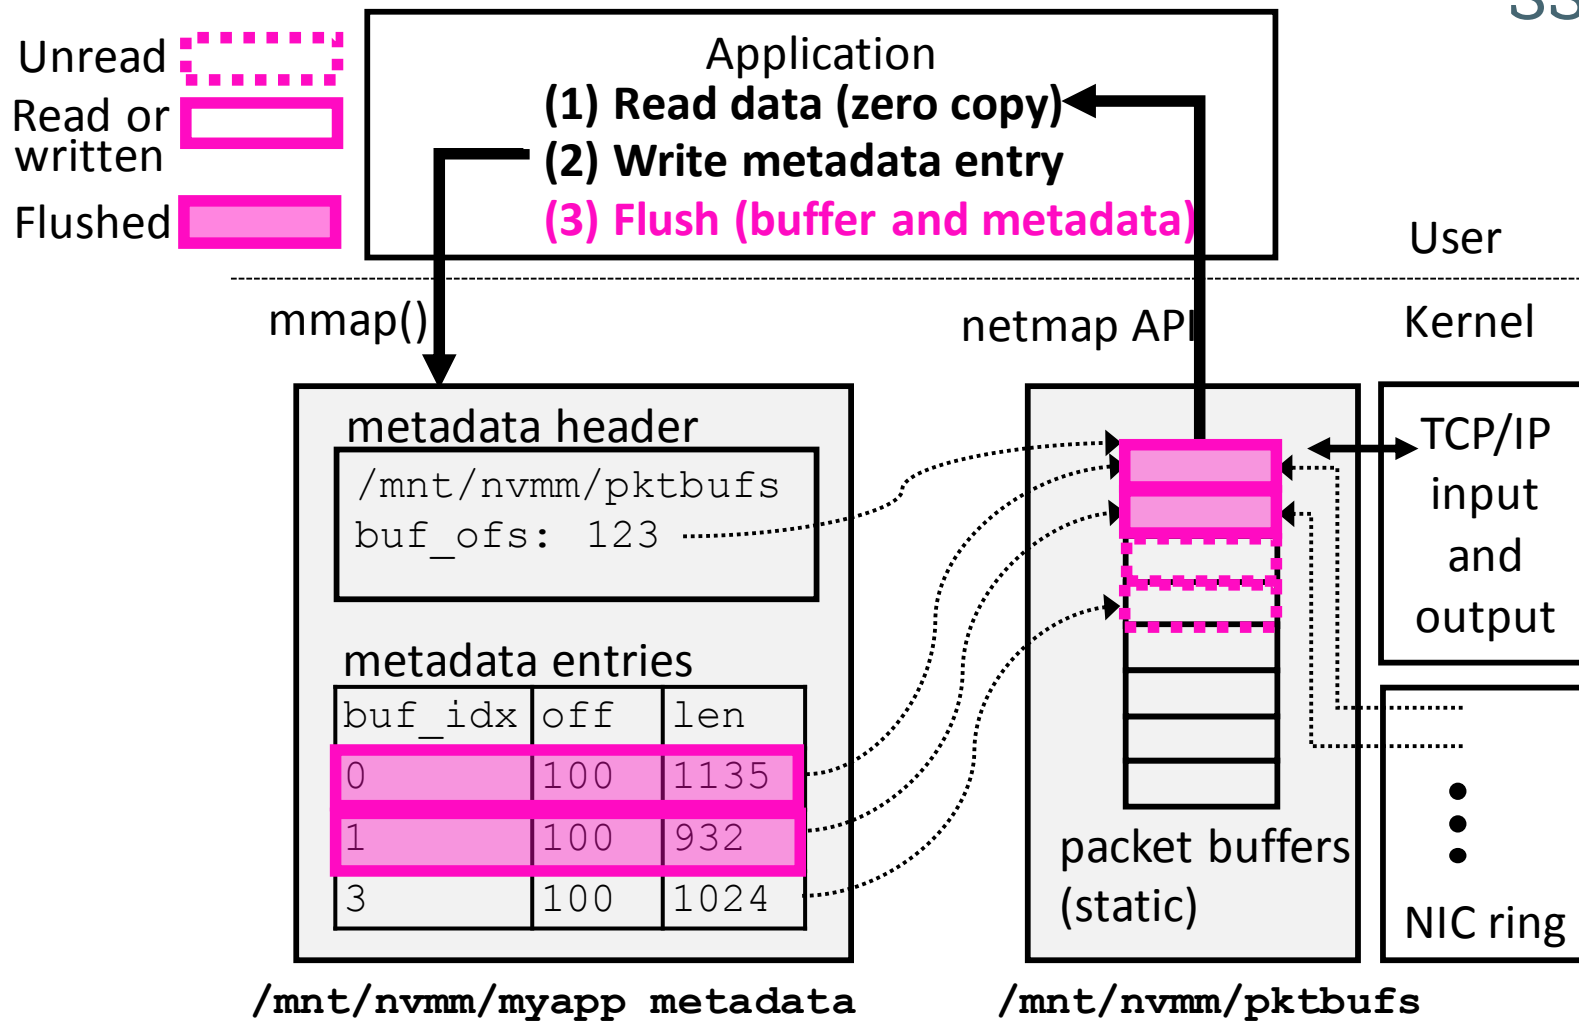 Unread
Read or
written
Flushed
Application
(1) Read data (zero copy)
(2) Write metadata entry
(3) Flush (buffer and metadata)
User
Kernel
mmap()
netmap API
metadata header
/mnt/nvmm/pktbufs
buf_ofs: 123
metadata entries
buf_idx off len
0 100 1135
1 100 932
3 100 1024
/mnt/nvmm/myapp metadata
packet buffers
(static)
/mnt/nvmm/pktbufs
TCP/IP
input
and
output
NIC ring